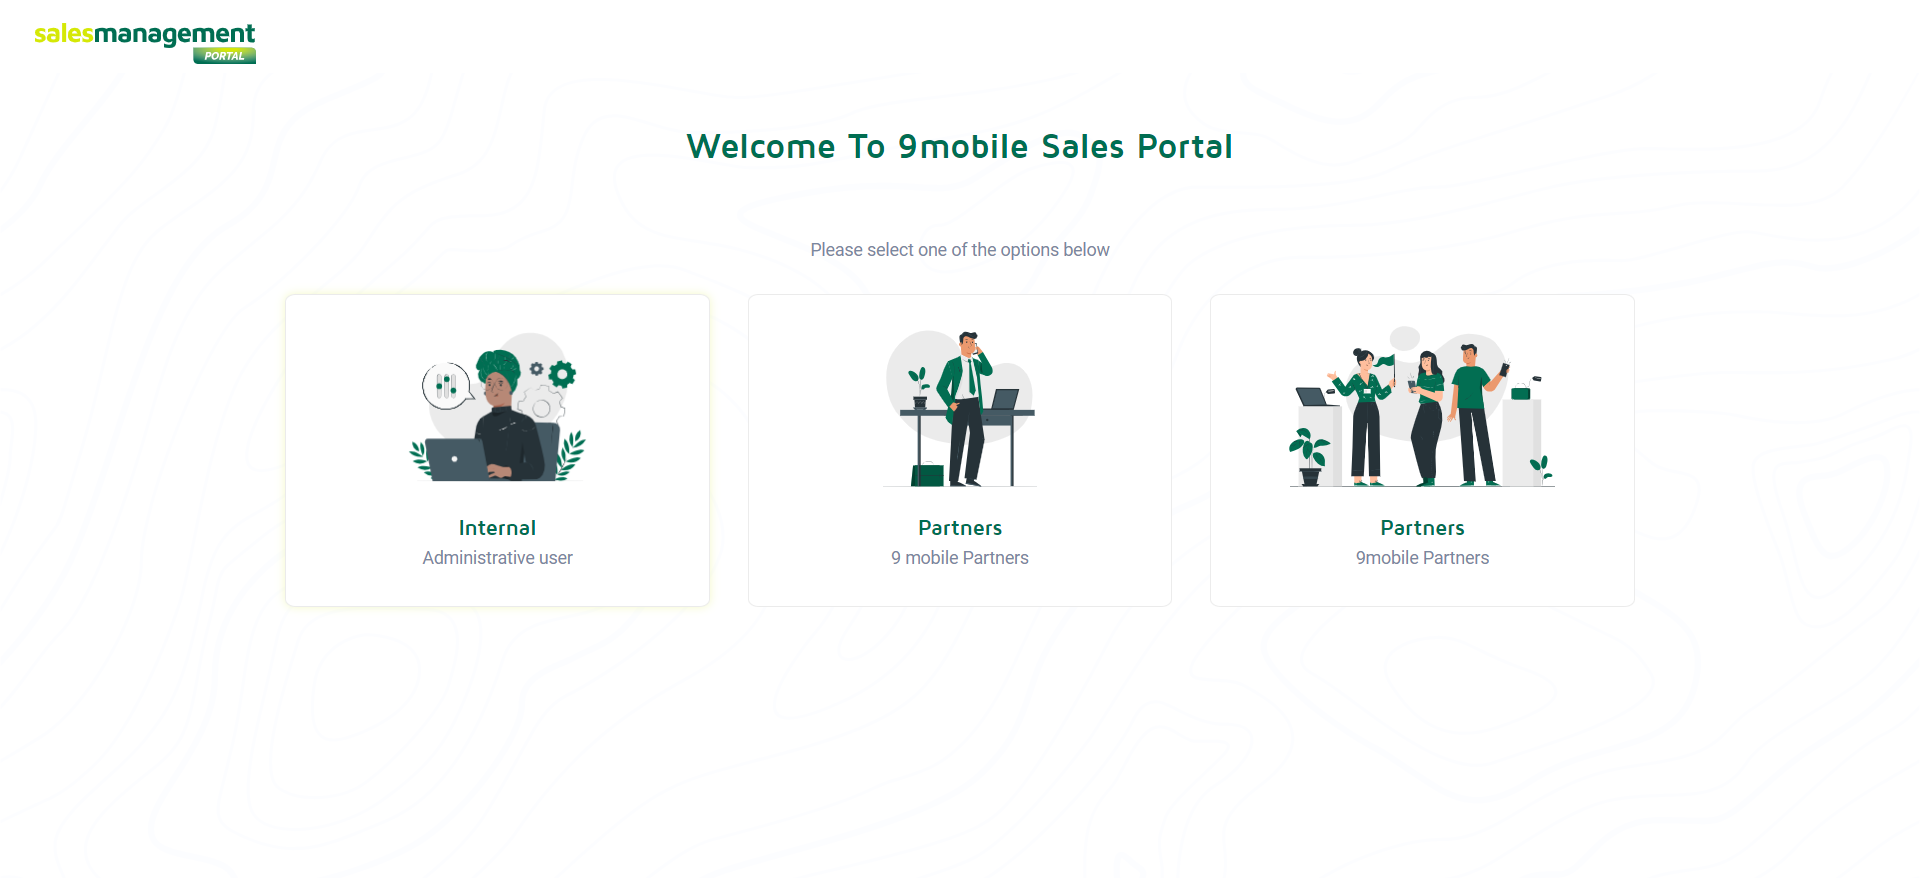 salesmanagement
PORTAL
Welcome To 9mobile Sales Portal
Please select one of the options below
Internal
Administrative user
Partners
9 mobile Partners
Partners
9mobile Partners